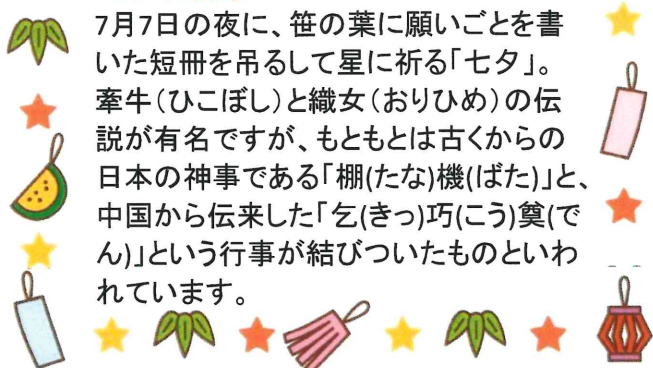 7月7日の夜に、笹の葉に願いごとを書
いた短冊を吊るして星に祈る「七夕」。
牽牛（ひこぼし）と織女（おりひめ）の伝
説が有名ですが、もともとは古くからの
日本の神事である「棚(たな)機(ばた)」と、
中国から伝来した「乞(きっ)巧(こう)奠(で
ん)」という行事が結びついたものといわ
れています。